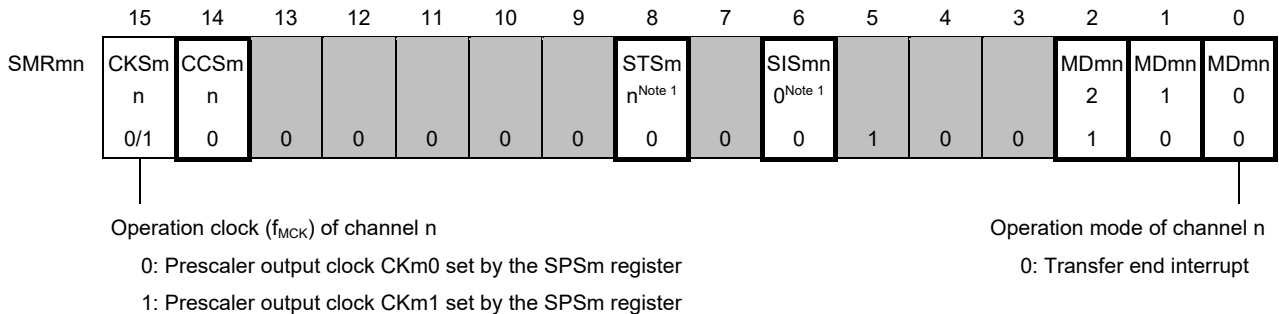 15 14 13 12 11 10 9 8 7 6 5 4 3 2 1 0
SMRmn CKSm CCSm STSm SISmn MDmn MDmn MDmn
n n nNote 1 0Note 1 2 1 0
0/1 0 0 0 0 0 0 0 0 0 1 0 0 1 0 0
Operation clock (fMCK) of channel n Operation mode of channel n
0: Prescaler output clock CKm0 set by the SPSm register 0: Transfer end interrupt
1: Prescaler output clock CKm1 set by the SPSm register